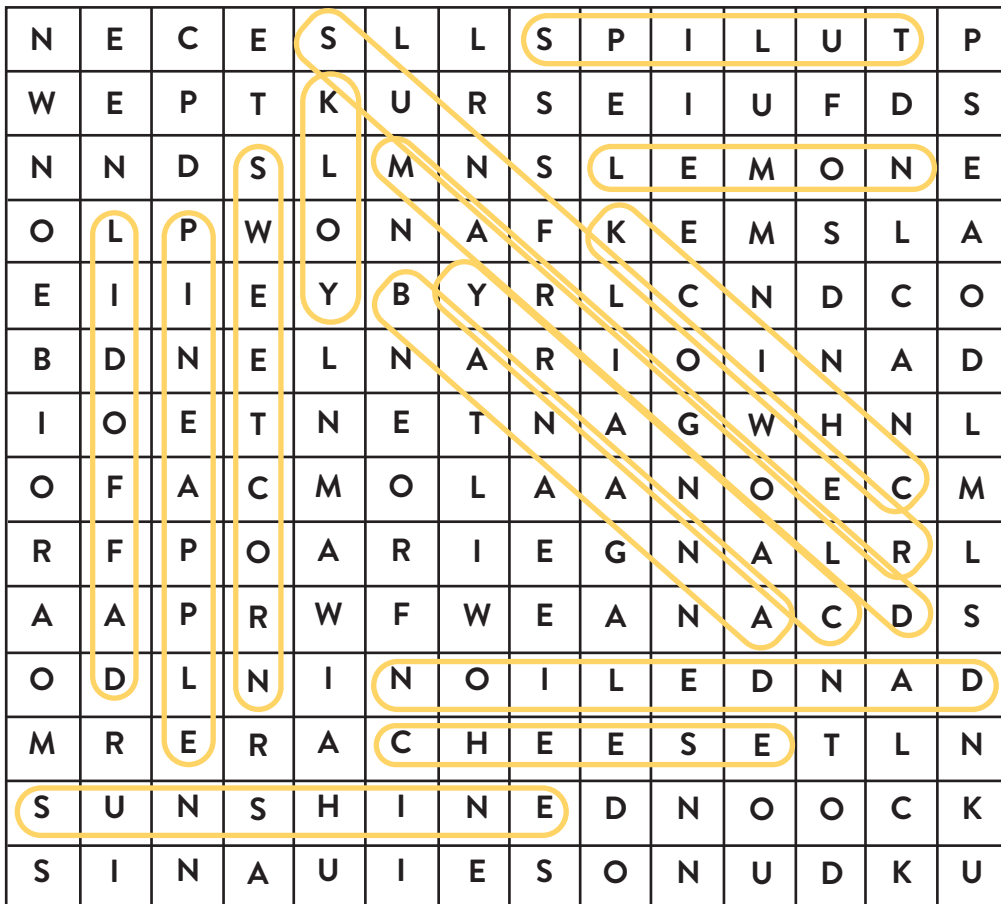 N E C E S L L S P I L U T P
W E P T K U R S E I U F D S
N N D S L M N S L E M O N E
O L P W O N A F K E M S L A
E I I E Y B Y R L C N D C O
B D N E L N A R I O I N A D
I O E T N E T N A G W H N L
O F A C M O L A A N O E C M
R F P O A R I E G N A L R L
A A P R W F W E A N A C D S
O D L N I N O I L E D N A D
M R E R A C H E E S E T L N
S U N S H I N E D N O O C K
S I N A U I E S O N U D K U